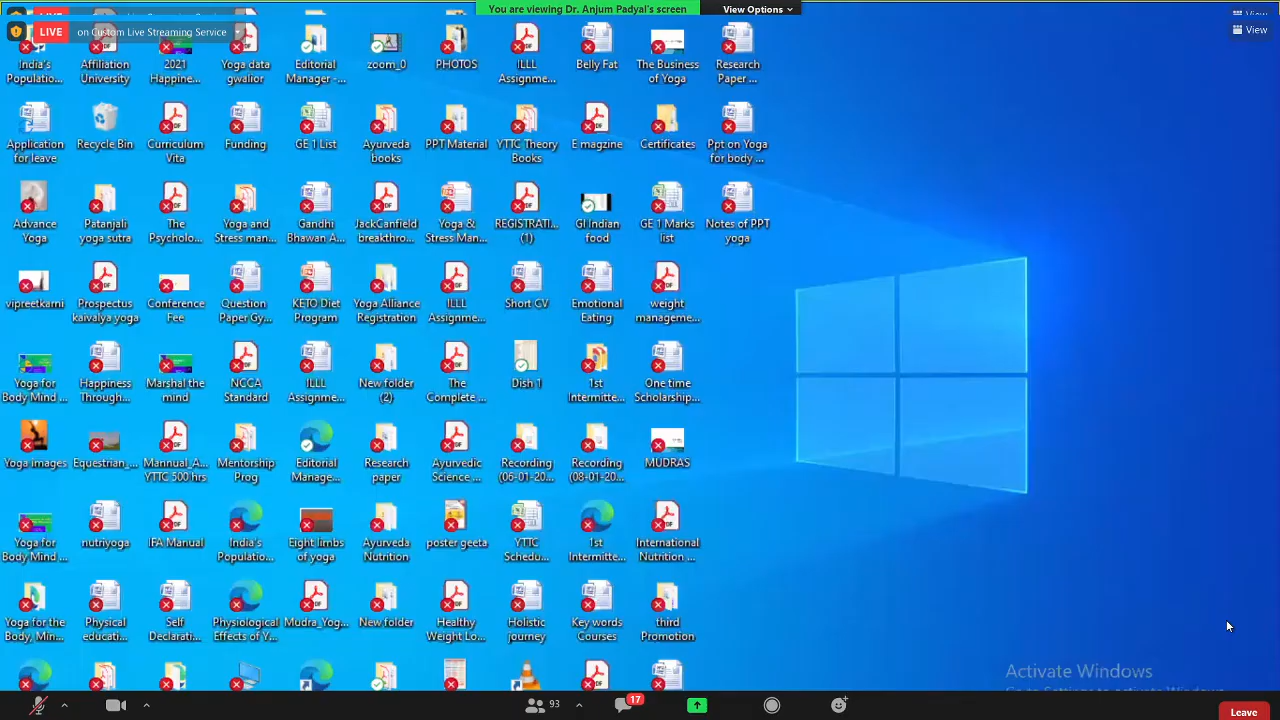 You are viewing Dr. Anjum Padyal's screen
View Options
LIVE
on Custom Live Streaming Service
View
India's
Populatio...
Affiliation
University
2021
Happine...
Yoga data
gwalior
Editorial
Manager -...
zoom_0
PHOTOS
ILLL
Assignme...
Belly Fat
The Business
of Yoga
Research
Paper ...
Application
for leave
Recycle Bin
Curriculum
Vita
Funding
GE 1 List
Ayurveda
books
PPT Material
YTTC Theory
Books
E magzine
Certificates
Ppt on Yoga
for body ...
Advance
Yoga
Patanjali
yoga sutra
The
Psycholo...
Yoga and
Stress man...
Gandhi
Bhawan A...
JackCanfield
breakthro...
Yoga &
Stress Man...
REGISTRATI...
(1)
GI Indian
food
GE 1 Marks
list
Notes of PPT
yoga
vipreetkarni
Prospectus
kaivalya yoga
Conference
Fee
Question
Paper Gy...
KETO Diet
Program
Yoga Alliance
Registration
ILLL
Assignme...
Short CV
Emotional
Eating
weight
manageme...
Yoga for
Body Mind ...
Happiness
Through...
Marshal the
mind
NCCA
Standard
ILLL
Assignme...
New folder
(2)
The
Complete ...
Dish 1
1st
Intermitte...
One time
Scholarship...
Yoga images
Equestrian_...
Mannual_A...
YTTC 500 hrs
Mentorship
Prog
Editorial
Manage...
Research
paper
Ayurvedic
Science ...
Recording
(06-01-20...
Recording
(08-01-20...
MUDRAS
Yoga for
Body Mind ...
nutriyoga
IFA Manual
India's
Populatio...
Eight limbs
of yoga
Ayurveda
Nutrition
poster geeta
YTTC
Schedu...
1st
Intermitte...
International
Nutrition ...
Yoga for the
Body, Min...
Physical
educati...
Self
Declarati...
Physiological
Effects of Y...
Mudra_Yog...
New folder
Healthy
Weight Lo...
Holistic
journey
Key words
Courses
third
Promotion
Activate Windows
93
17
Leave